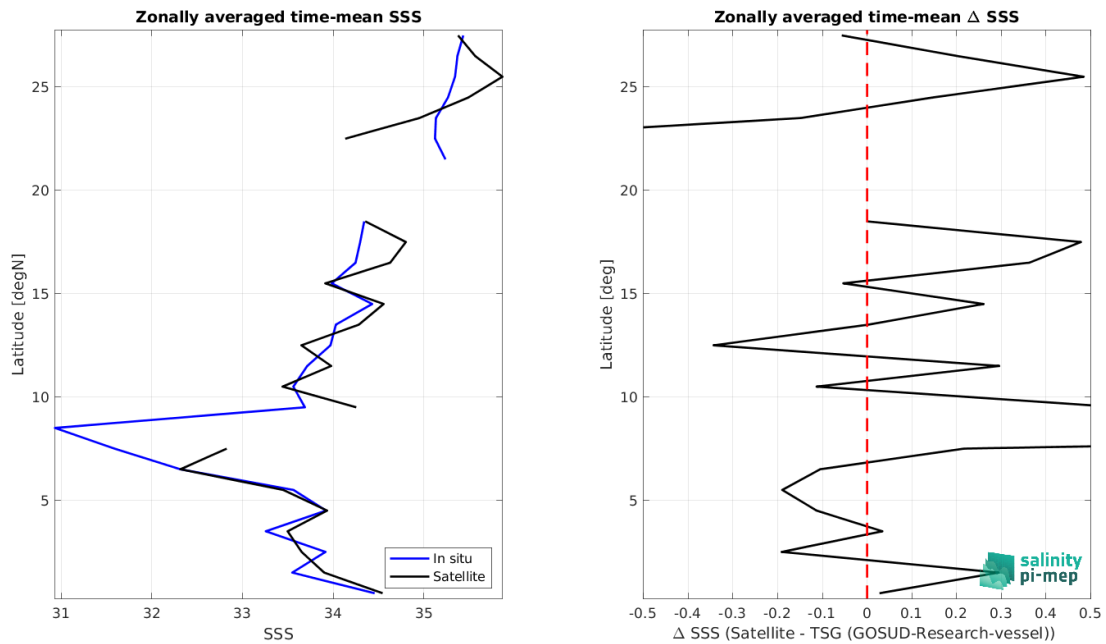 Zonally averaged time-mean SSS
25
20
15
10
5
Latitude [degN]
In situ
Satellite
31 32 33 34 35
SSS
Zonally averaged time-mean Δ SSS
25
20
15
10
5
Latitude [deg]
salinity
pi-mep
-0.5 -0.4 -0.3 -0.2 -0.1 0 0.1 0.2 0.3 0.4 0.5
Δ SSS (Satellite - TSG (GOSUD-Research-vessel))